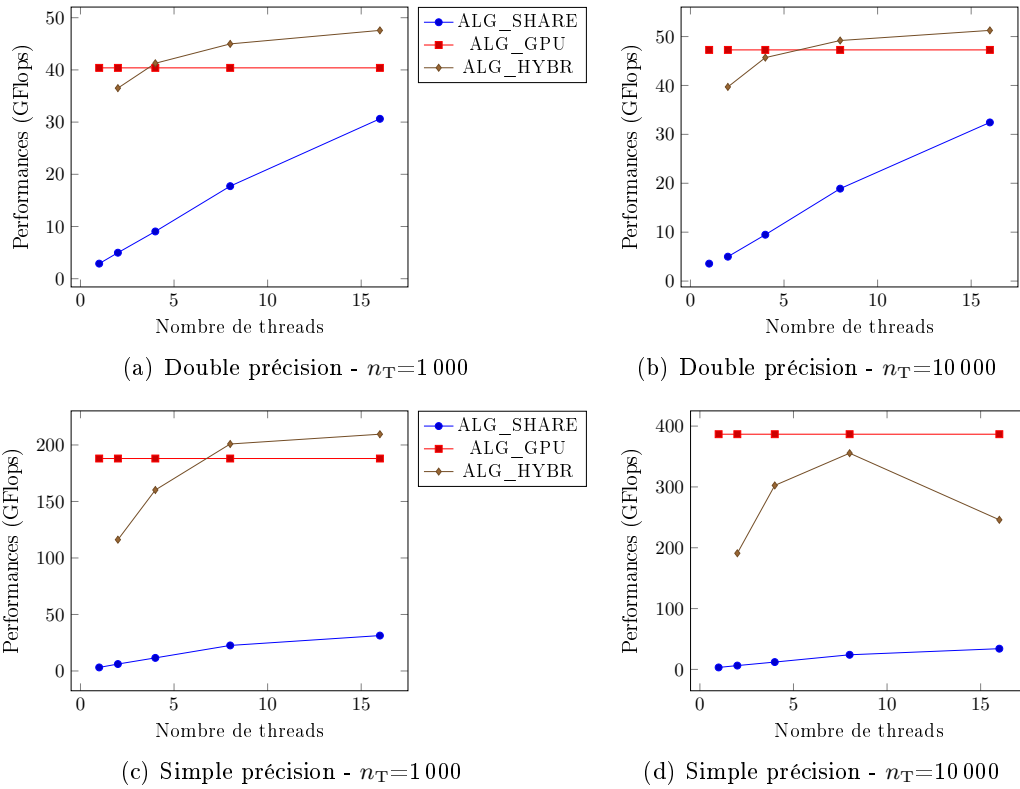 50
40
30
20
10
0
0
5
10
15
Performances (GFlops)
Nombre de threads
ALG_SHARE
ALG_GPU
ALG_HYBR
(a) Double précision - nT=1 000
50
40
30
20
10
0
0
5
10
15
Performances (GFlops)
Nombre de threads
(b) Double précision - nT=10 000
200
150
100
50
0
0
5
10
15
Performances (GFlops)
Nombre de threads
ALG_SHARE
ALG_GPU
ALG_HYBR
(c) Simple précision - nT=1 000
400
300
200
100
0
0
5
10
15
Performances (GFlops)
Nombre de threads
(d) Simple précision - nT=10 000